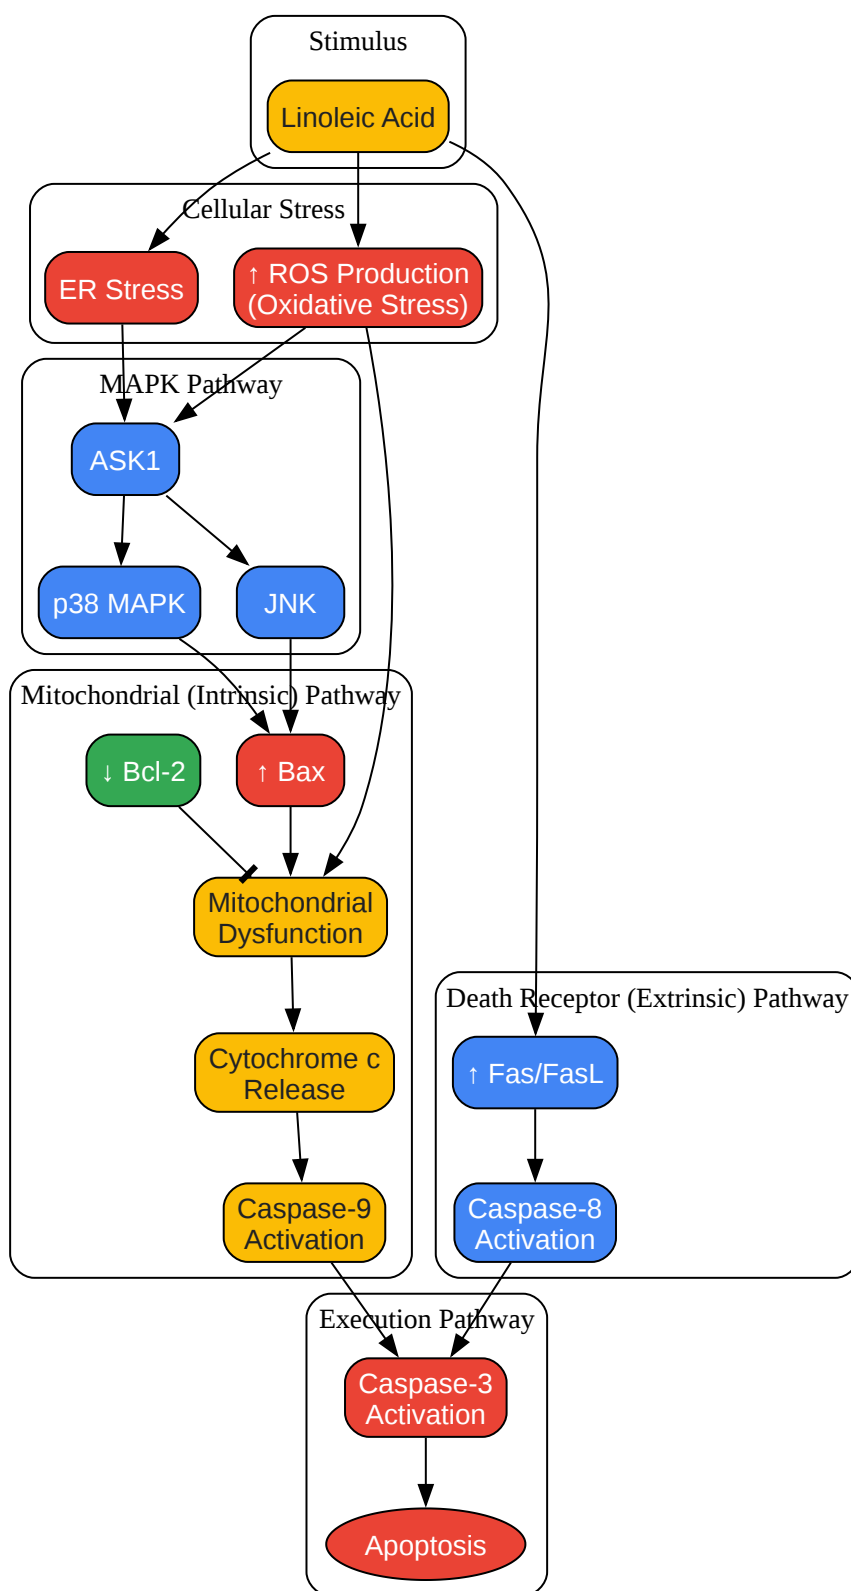 Stimulus
Linoleic Acid
Cellular Stress
ER Stress
↑ ROS Production
(Oxidative Stress)
MAPK Pathway
ASK1
p38 MAPK
JNK
Mitochondrial (Intrinsic) Pathway
↓ Bcl-2
↑ Bax
Mitochondrial
Dysfunction
Cytochrome c
Release
Caspase-9
Activation
Death Receptor (Extrinsic) Pathway
↑ Fas/FasL
Caspase-8
Activation
Execution Pathway
Caspase-3
Activation
Apoptosis